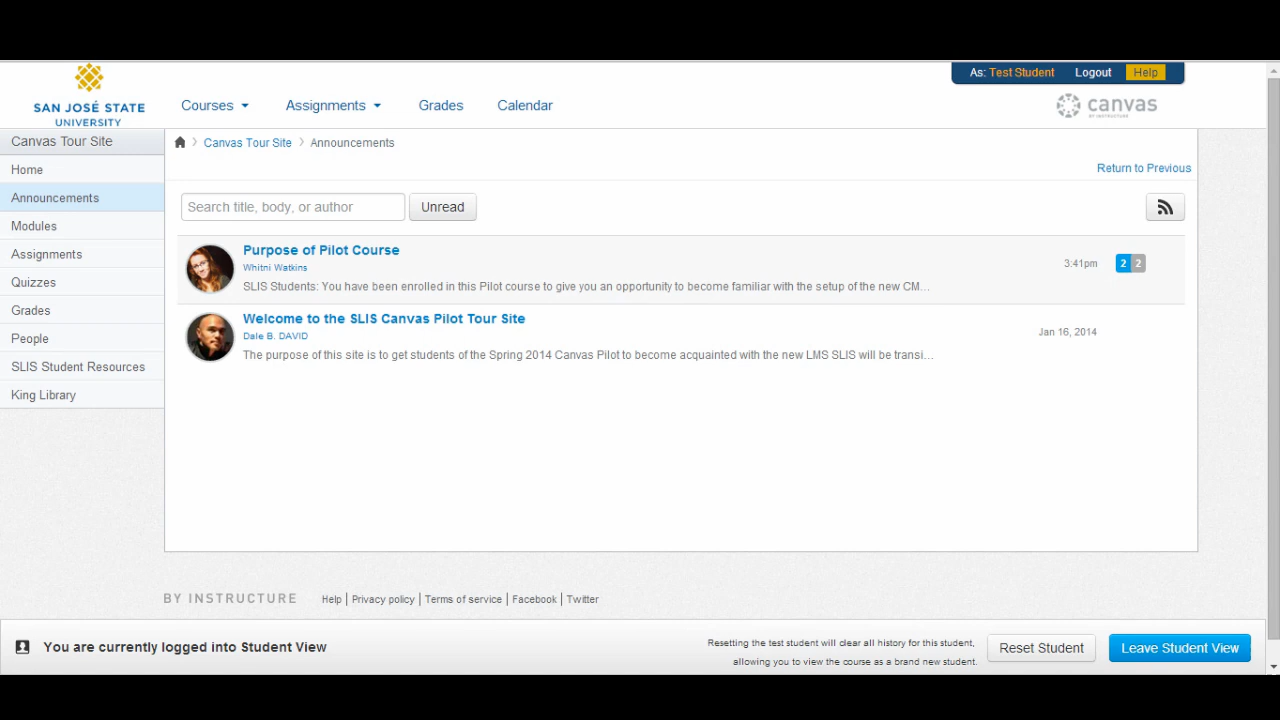 As: Test Student Logout Help
SAN JOSÉ STATE
UNIVERSITY
Courses Assignments Grades Calendar
canvas
BY INSTRUCTURE
Canvas Tour Site
Home
Announcements
Modules
Assignments
Quizzes
Grades
People
SLIS Student Resources
King Library
Canvas Tour Site Announcements
Return to Previous
Search title, body, or author Unread
Purpose of Pilot Course
Whitni Watkins
SLIS Students: You have been enrolled in this Pilot course to give you an opportunity to become familiar with the setup of the new CM...
3:41pm 2 2
Welcome to the SLIS Canvas Pilot Tour Site
Dale B. DAVID
The purpose of this site is to get students of the Spring 2014 Canvas Pilot to become acquainted with the new LMS SLIS will be transi...
Jan 16, 2014
BY INSTRUCTURE Help Privacy policy Terms of service Facebook Twitter
You are currently logged into Student View
Resetting the test student will clear all history for this student,
allowing you to view the course as a brand new student.
Reset Student Leave Student View